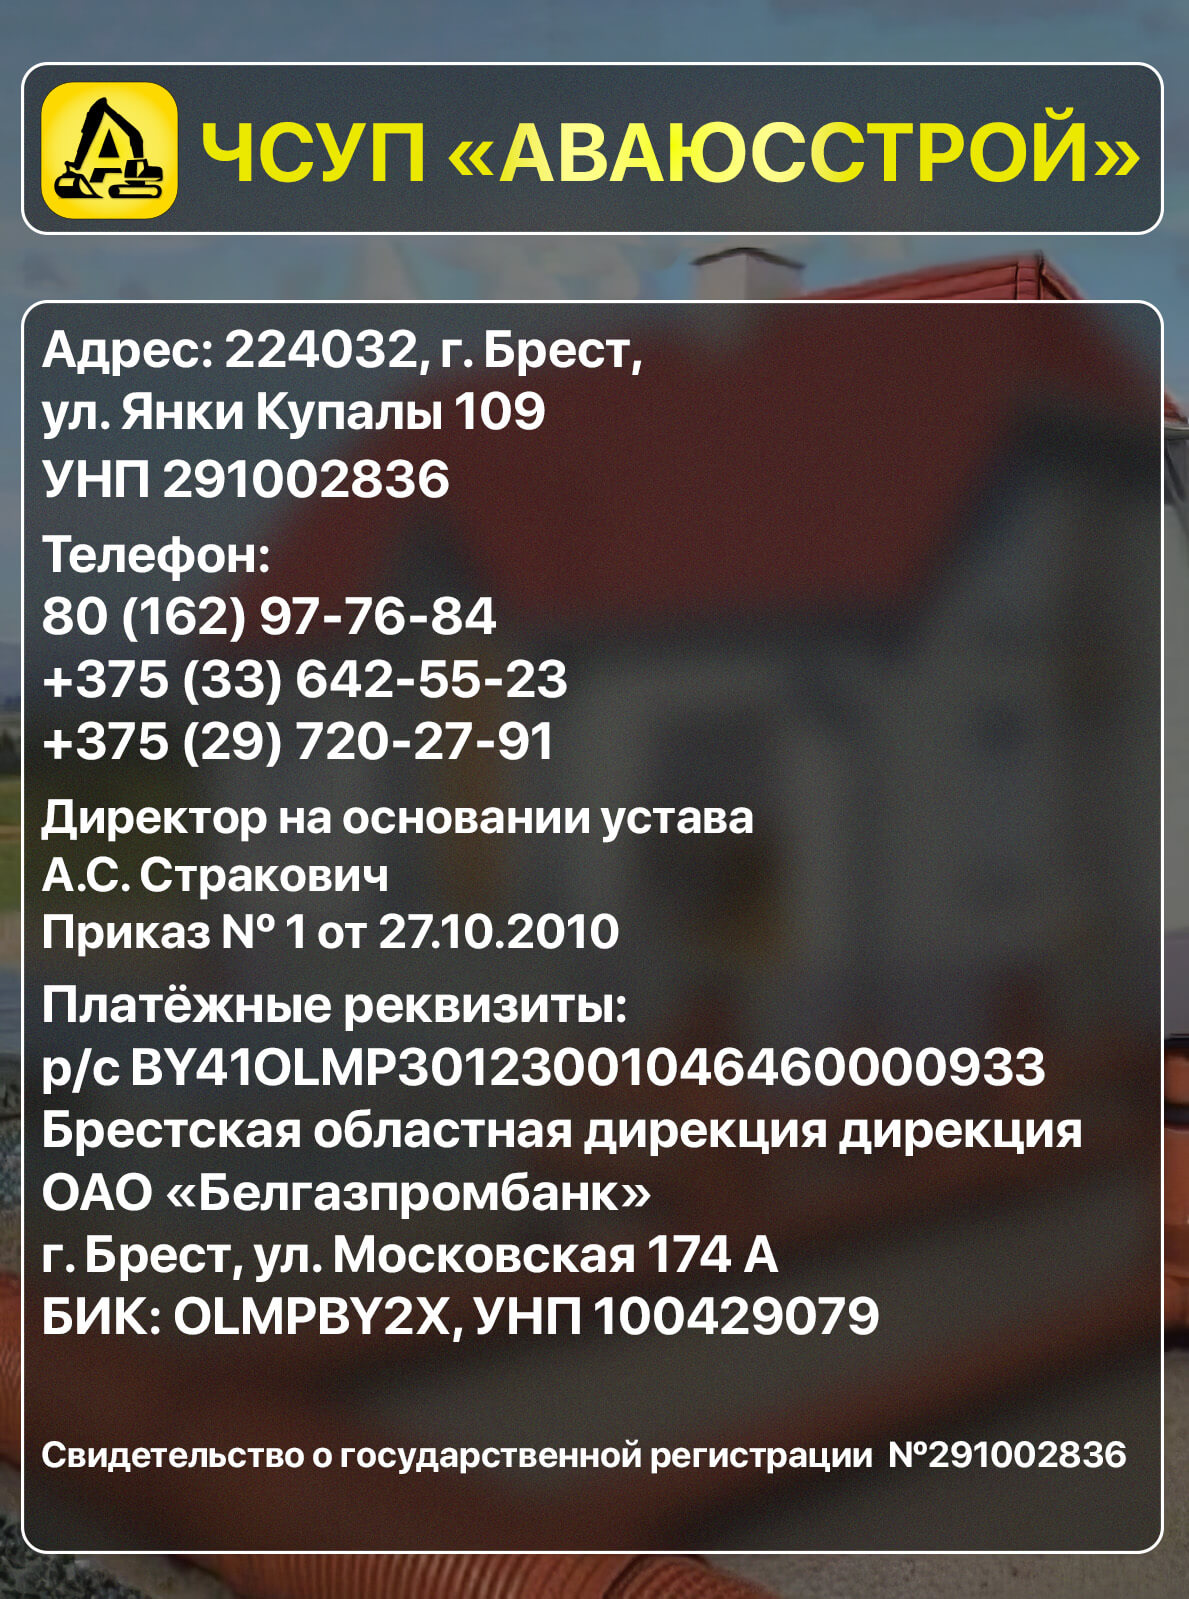 ЧСУП «АВАЮССТРОЙ»
Адрес: 224032, г. Брест,
ул. Янки Купалы 109
УНП 291002836
Телефон:
80 (162) 97-76-84
+375 (33) 642-55-23
+375 (29) 720-27-91
Директор на основании устава
А.С. Стракович
Приказ № 1 от 27.10.2010
Платёжные реквизиты:
р/с BY41OLMP30123001046460000933
Брестская областная дирекция дирекция
ОАО «Белгазпромбанк»
г. Брест, ул. Московская 174 А
БИК: OLMPBY2X, УНП 100429079
Свидетельство о государственной регистрации №291002836